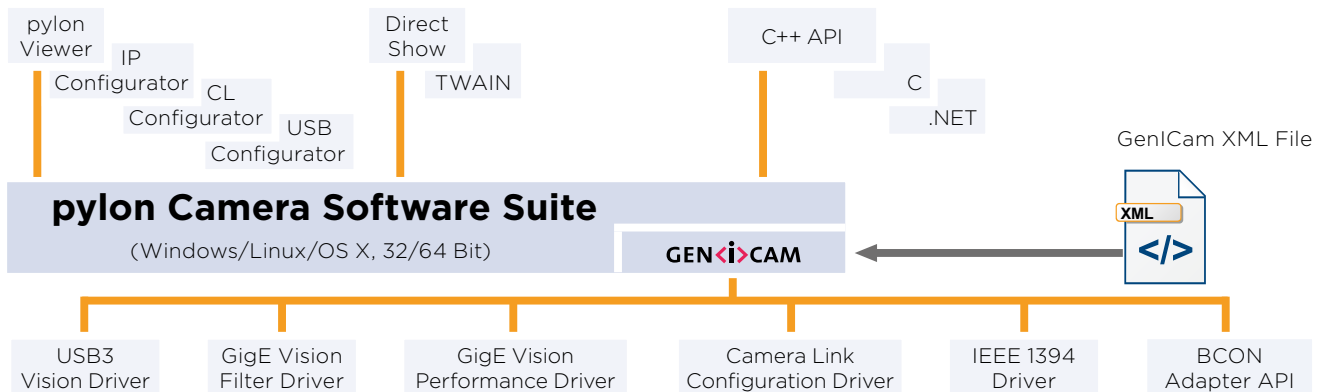 pylon
Viewer
IP
Configurator
CL
Configurator
USB
Configurator
Direct
Show
TWAIN
C++ API
C
.NET
GenICam XML File
XML
</>
pylon Camera Software Suite
(Windows/Linux/OS X, 32/64 Bit)
GEN<i>CAM
USB3
Vision Driver
GigE Vision
Filter Driver
GigE Vision
Performance Driver
Camera Link
Configuration Driver
IEEE 1394
Driver
BCON
Adapter API